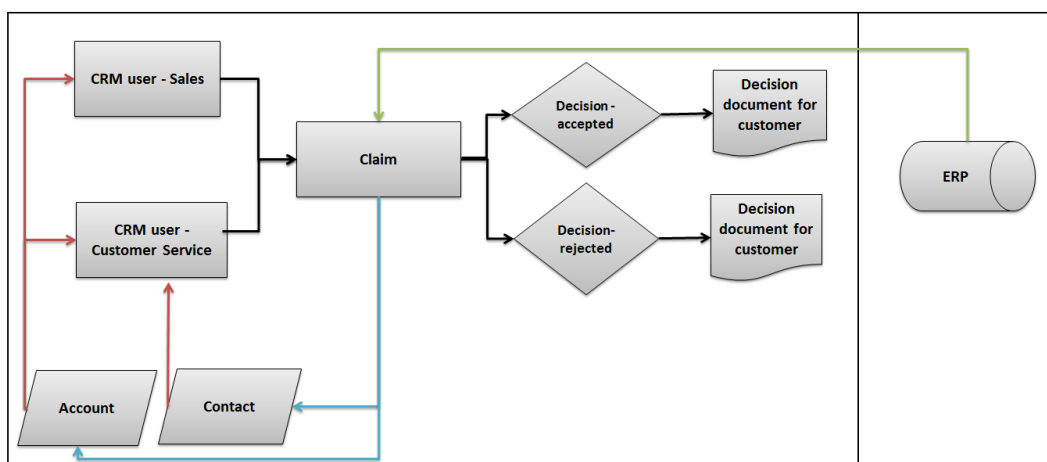 CRM user - Sales
CRM user -
Customer Service
Claim
Decision -
accepted
Decision
document for
customer
Decision-
rejected
Decision
document for
customer
ERP
Account
Contact